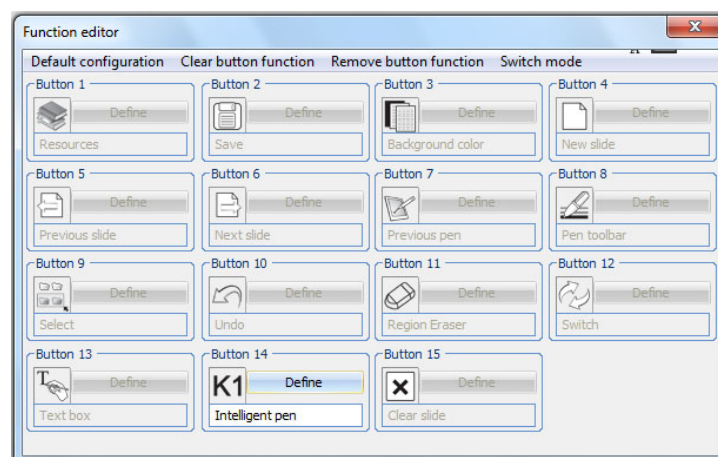 Function editor
Default configuration Clear button function Remove button function Switch mode
Button 1 Button 2 Button 3 Button 4
Define Define Define Define
Resources Save Background color New slide
Button 5 Button 6 Button 7 Button 8
Define Define Define Define
Previous slide Next slide Previous pen Pen toolbar
Button 9 Button 10 Button 11 Button 12
Define Define Define Define
Select Undo Region Eraser Switch
Button 13 Button 14 Button 15
T Define K1 Define Define
Text box Intelligent pen Clear slide